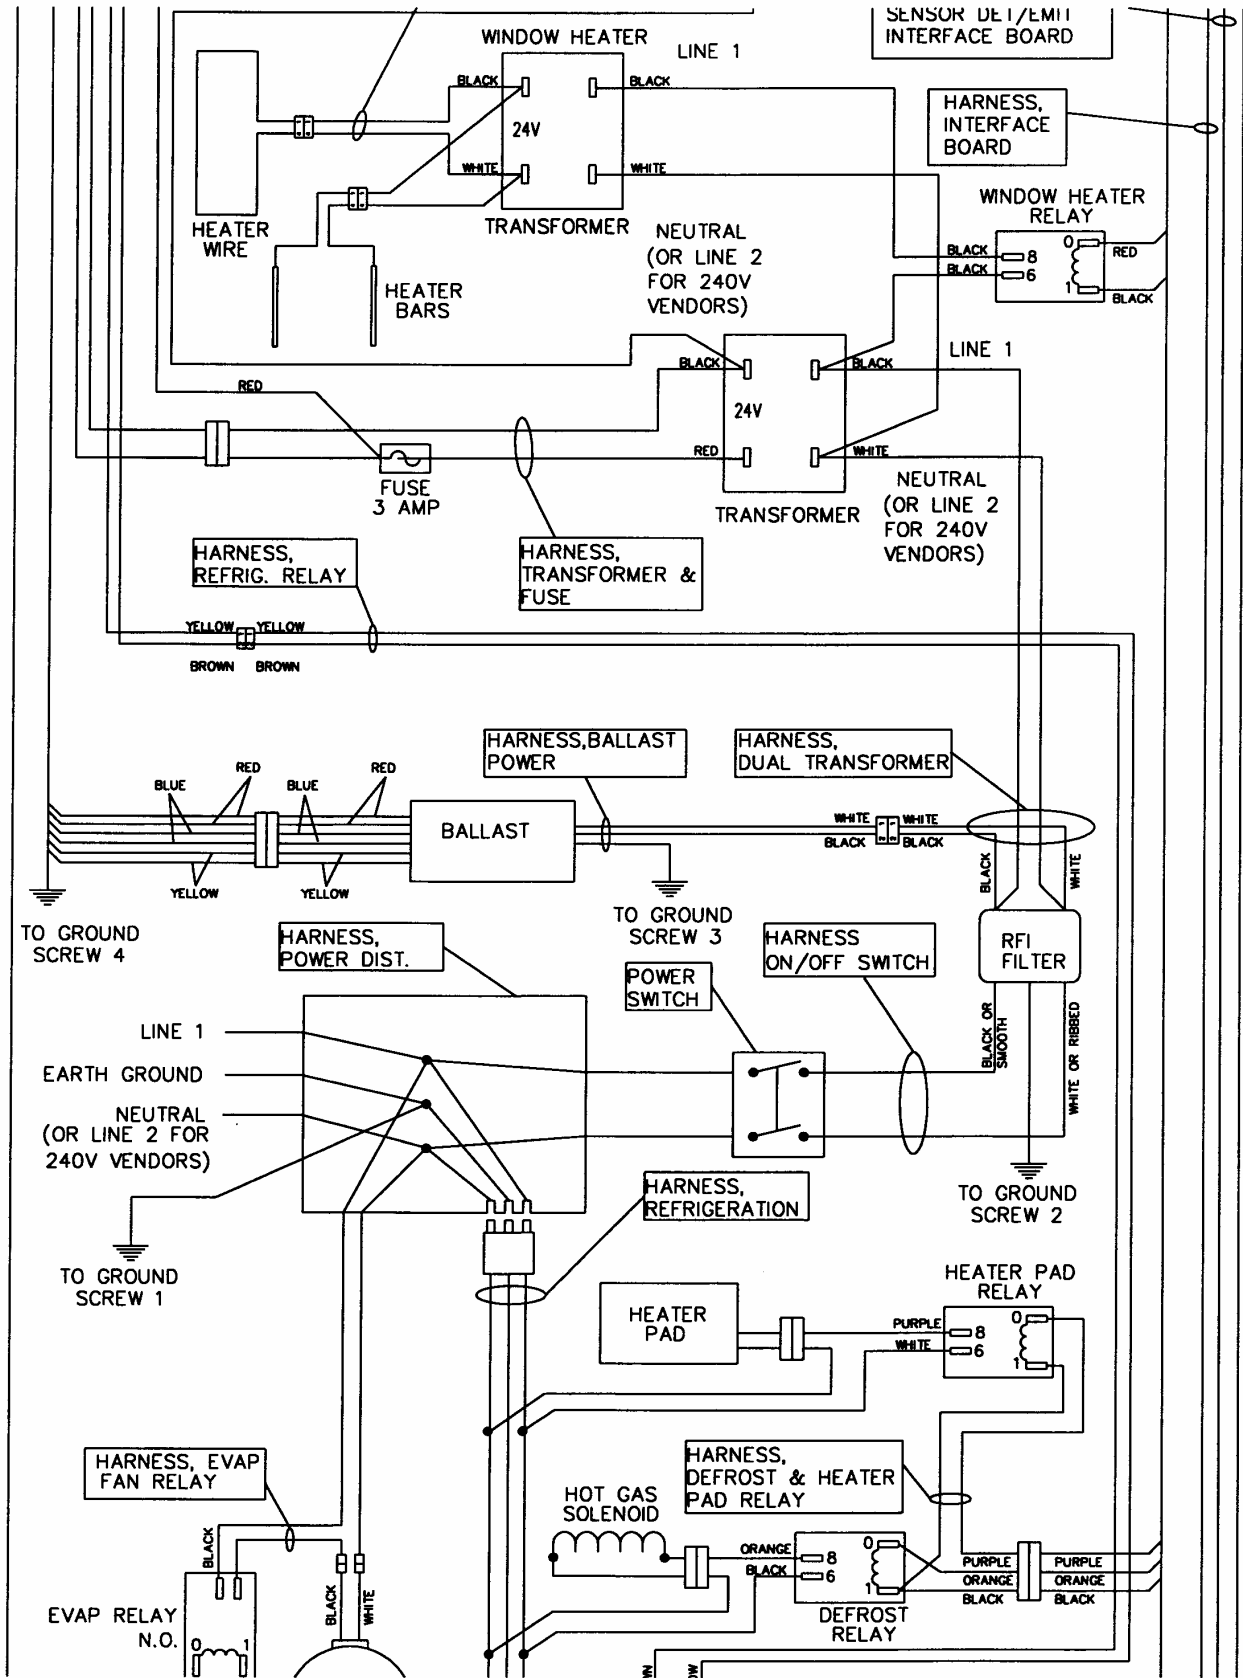 SENSOR DET/EMIT
INTERFACE BOARD
WINDOW HEATER
LINE 1
BLACK
BLACK
24V
WHITE
WHITE
TRANSFORMER
HEATER
WIRE
HEATER
BARS
HARNESS,
INTERFACE
BOARD
WINDOW HEATER
RELAY
NEUTRAL
(OR LINE 2
FOR 240V
VENDORS)
BLACK
BLACK
8
6
0
1
RED
BLACK
LINE 1
BLACK
BLACK
24V
RED
RED
WHITE
FUSE
3 AMP
TRANSFORMER
NEUTRAL
(OR LINE 2
FOR 240V
VENDORS)
HARNESS,
REFRIG. RELAY
HARNESS,
TRANSFORMER &
FUSE
YELLOW
YELLOW
BROWN
BROWN
HARNESS,BALLAST
POWER
HARNESS,
DUAL TRANSFORMER
RED
RED
BLUE
BLUE
BALLAST
WHITE
WHITE
BLACK
BLACK
YELLOW
YELLOW
BLACK
WHITE
TO GROUND
SCREW 4
TO GROUND
SCREW 3
HARNESS,
POWER DIST.
HARNESS
ON/OFF SWITCH
POWER
SWITCH
RFI
FILTER
LINE 1
EARTH GROUND
NEUTRAL
(OR LINE 2 FOR
240V VENDORS)
BLACK OR
SMOOTH
WHITE OR RIBBED
TO GROUND
SCREW 2
HARNESS,
REFRIGERATION
TO GROUND
SCREW 1
HEATER PAD
RELAY
HEATER
PAD
PURPLE
WHITE
8
6
0
1
HARNESS, EVAP
FAN RELAY
HARNESS,
DEFROST & HEATER
PAD RELAY
HOT GAS
SOLENOID
ORANGE
BLACK
8
6
0
1
PURPLE
PURPLE
ORANGE
ORANGE
BLACK
BLACK
DEFROST
RELAY
BLACK
BLACK
WHITE
EVAP RELAY
N.O.
0
1